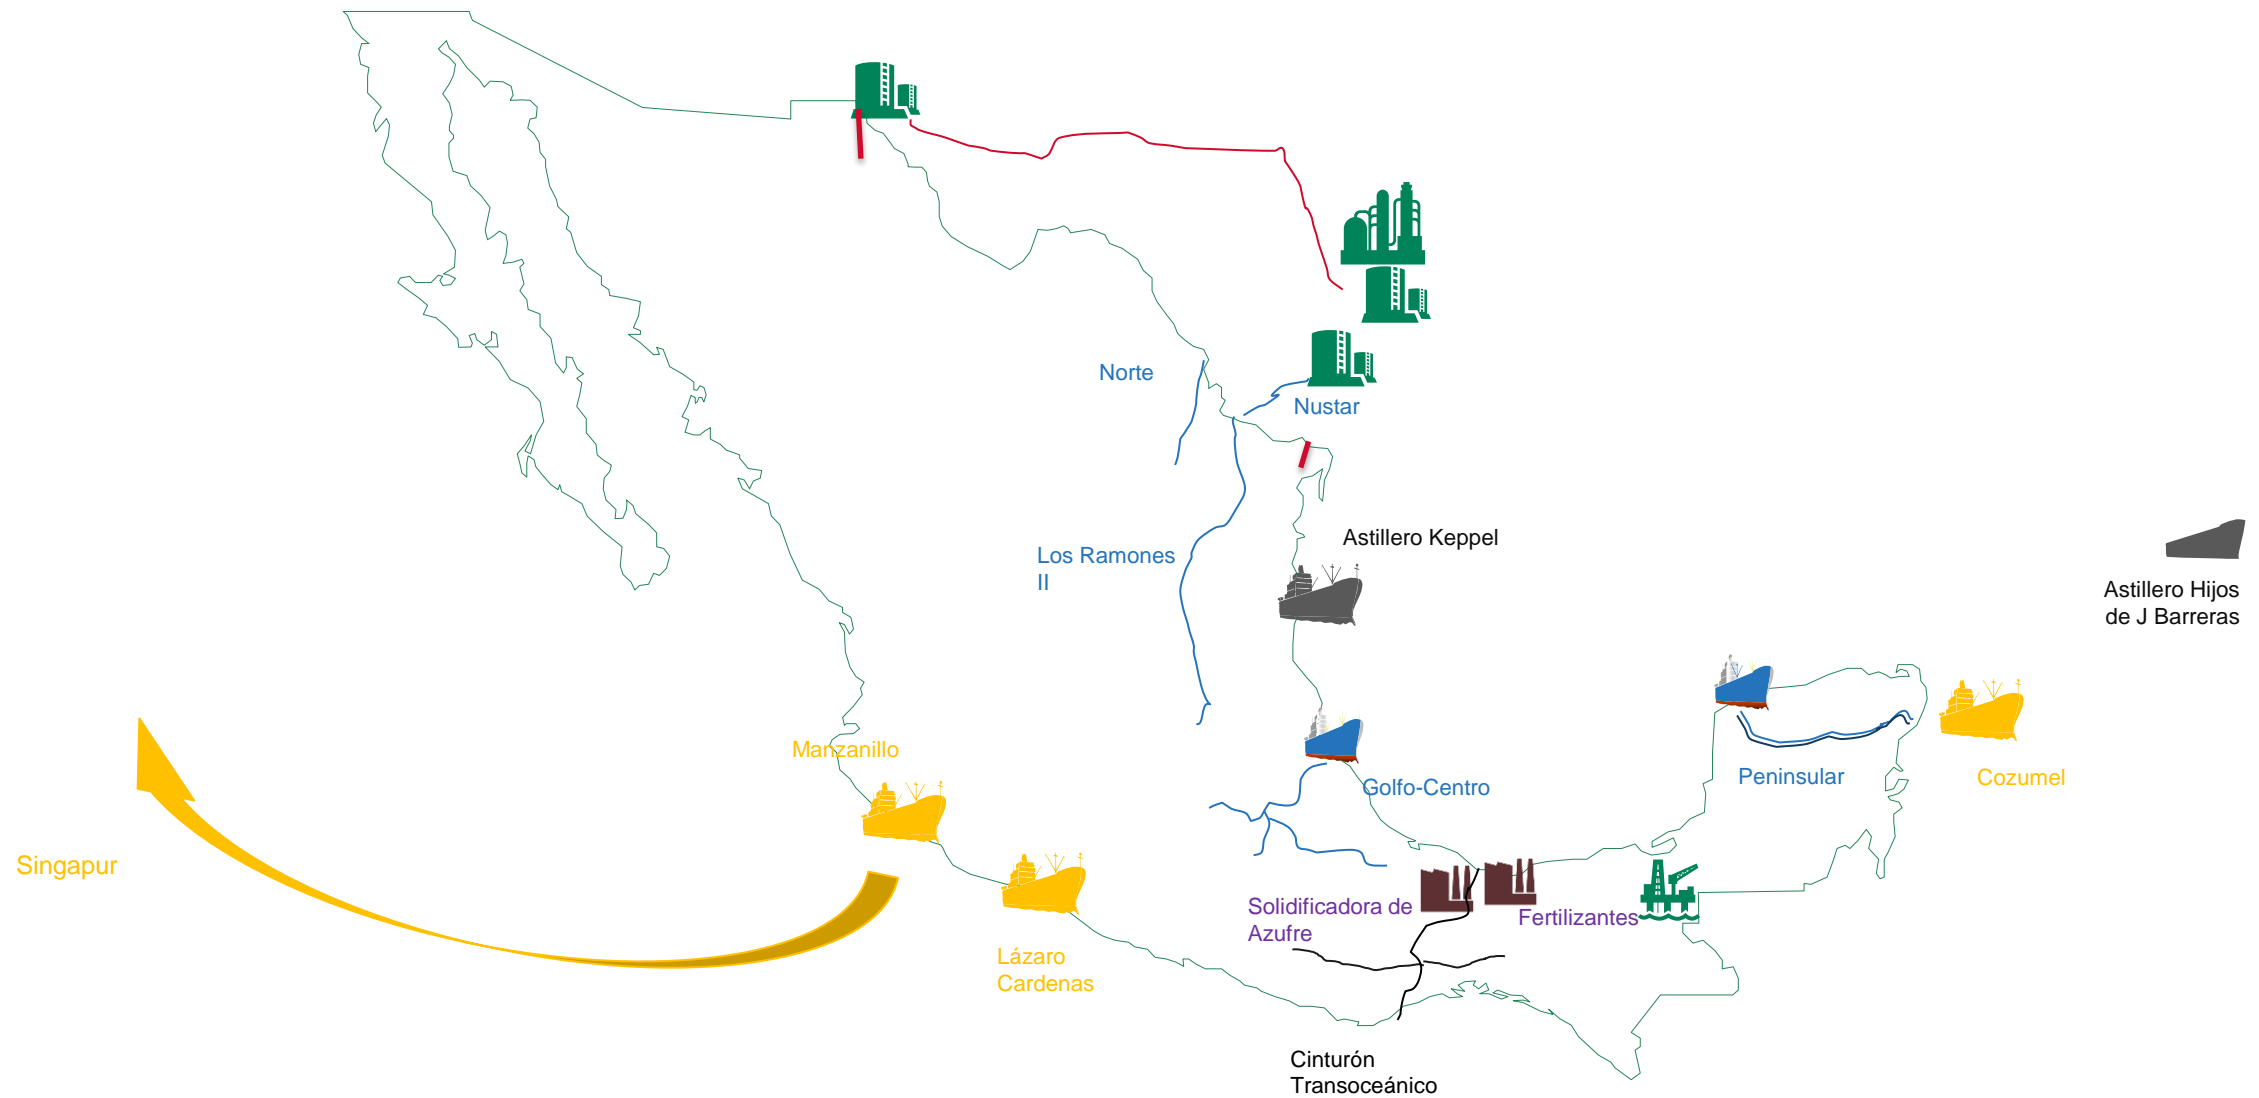 Norte
Nustar
Astillero Keppel
Los Ramones
II
Astillero Hijos
de J Barreras
Manzanillo
Golfo-Centro
Peninsular
Cozumel
Singapur
Solidificadora de
Azufre
Fertilizantes
Lázaro
Cardenas
Cinturón
Transoceánico